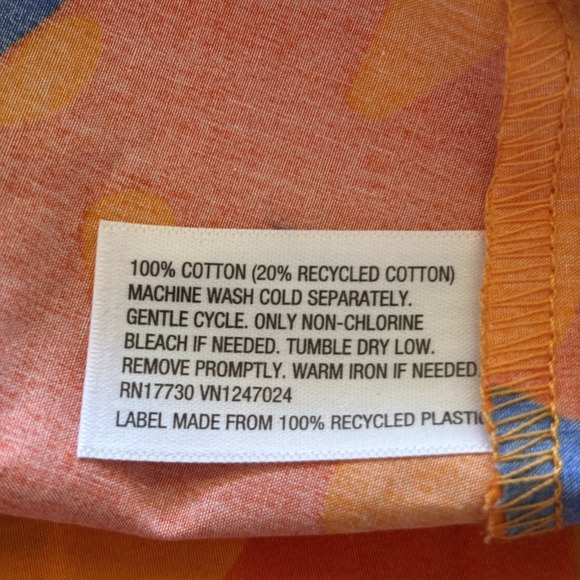 100% COTTON (20% RECYCLED COTTON)
MACHINE WASH COLD SEPARATELY.
GENTLE CYCLE. ONLY NON-CHLORINE
BLEACH IF NEEDED. TUMBLE DRY LOW.
REMOVE PROMPTLY. WARM IRON IF NEEDED
RN17730 VN1247024
LABEL MADE FROM 100% RECYCLED PLASTIC